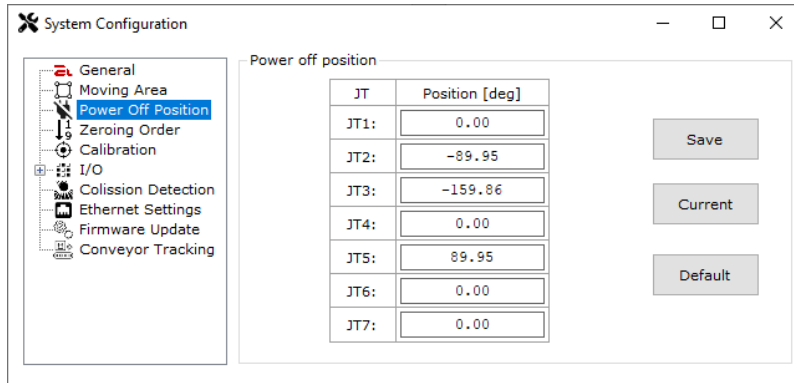 System Configuration
General
Moving Area
Power Off Position
Zeroing Order
Calibration
I/O
Colission Detection
Ethernet Settings
Firmware Update
Conveyor Tracking
Power off position
JT Position [deg]
JT1: 0.00
JT2: -89.95
JT3: -159.86
JT4: 0.00
JT5: 89.95
JT6: 0.00
JT7: 0.00
Save
Current
Default